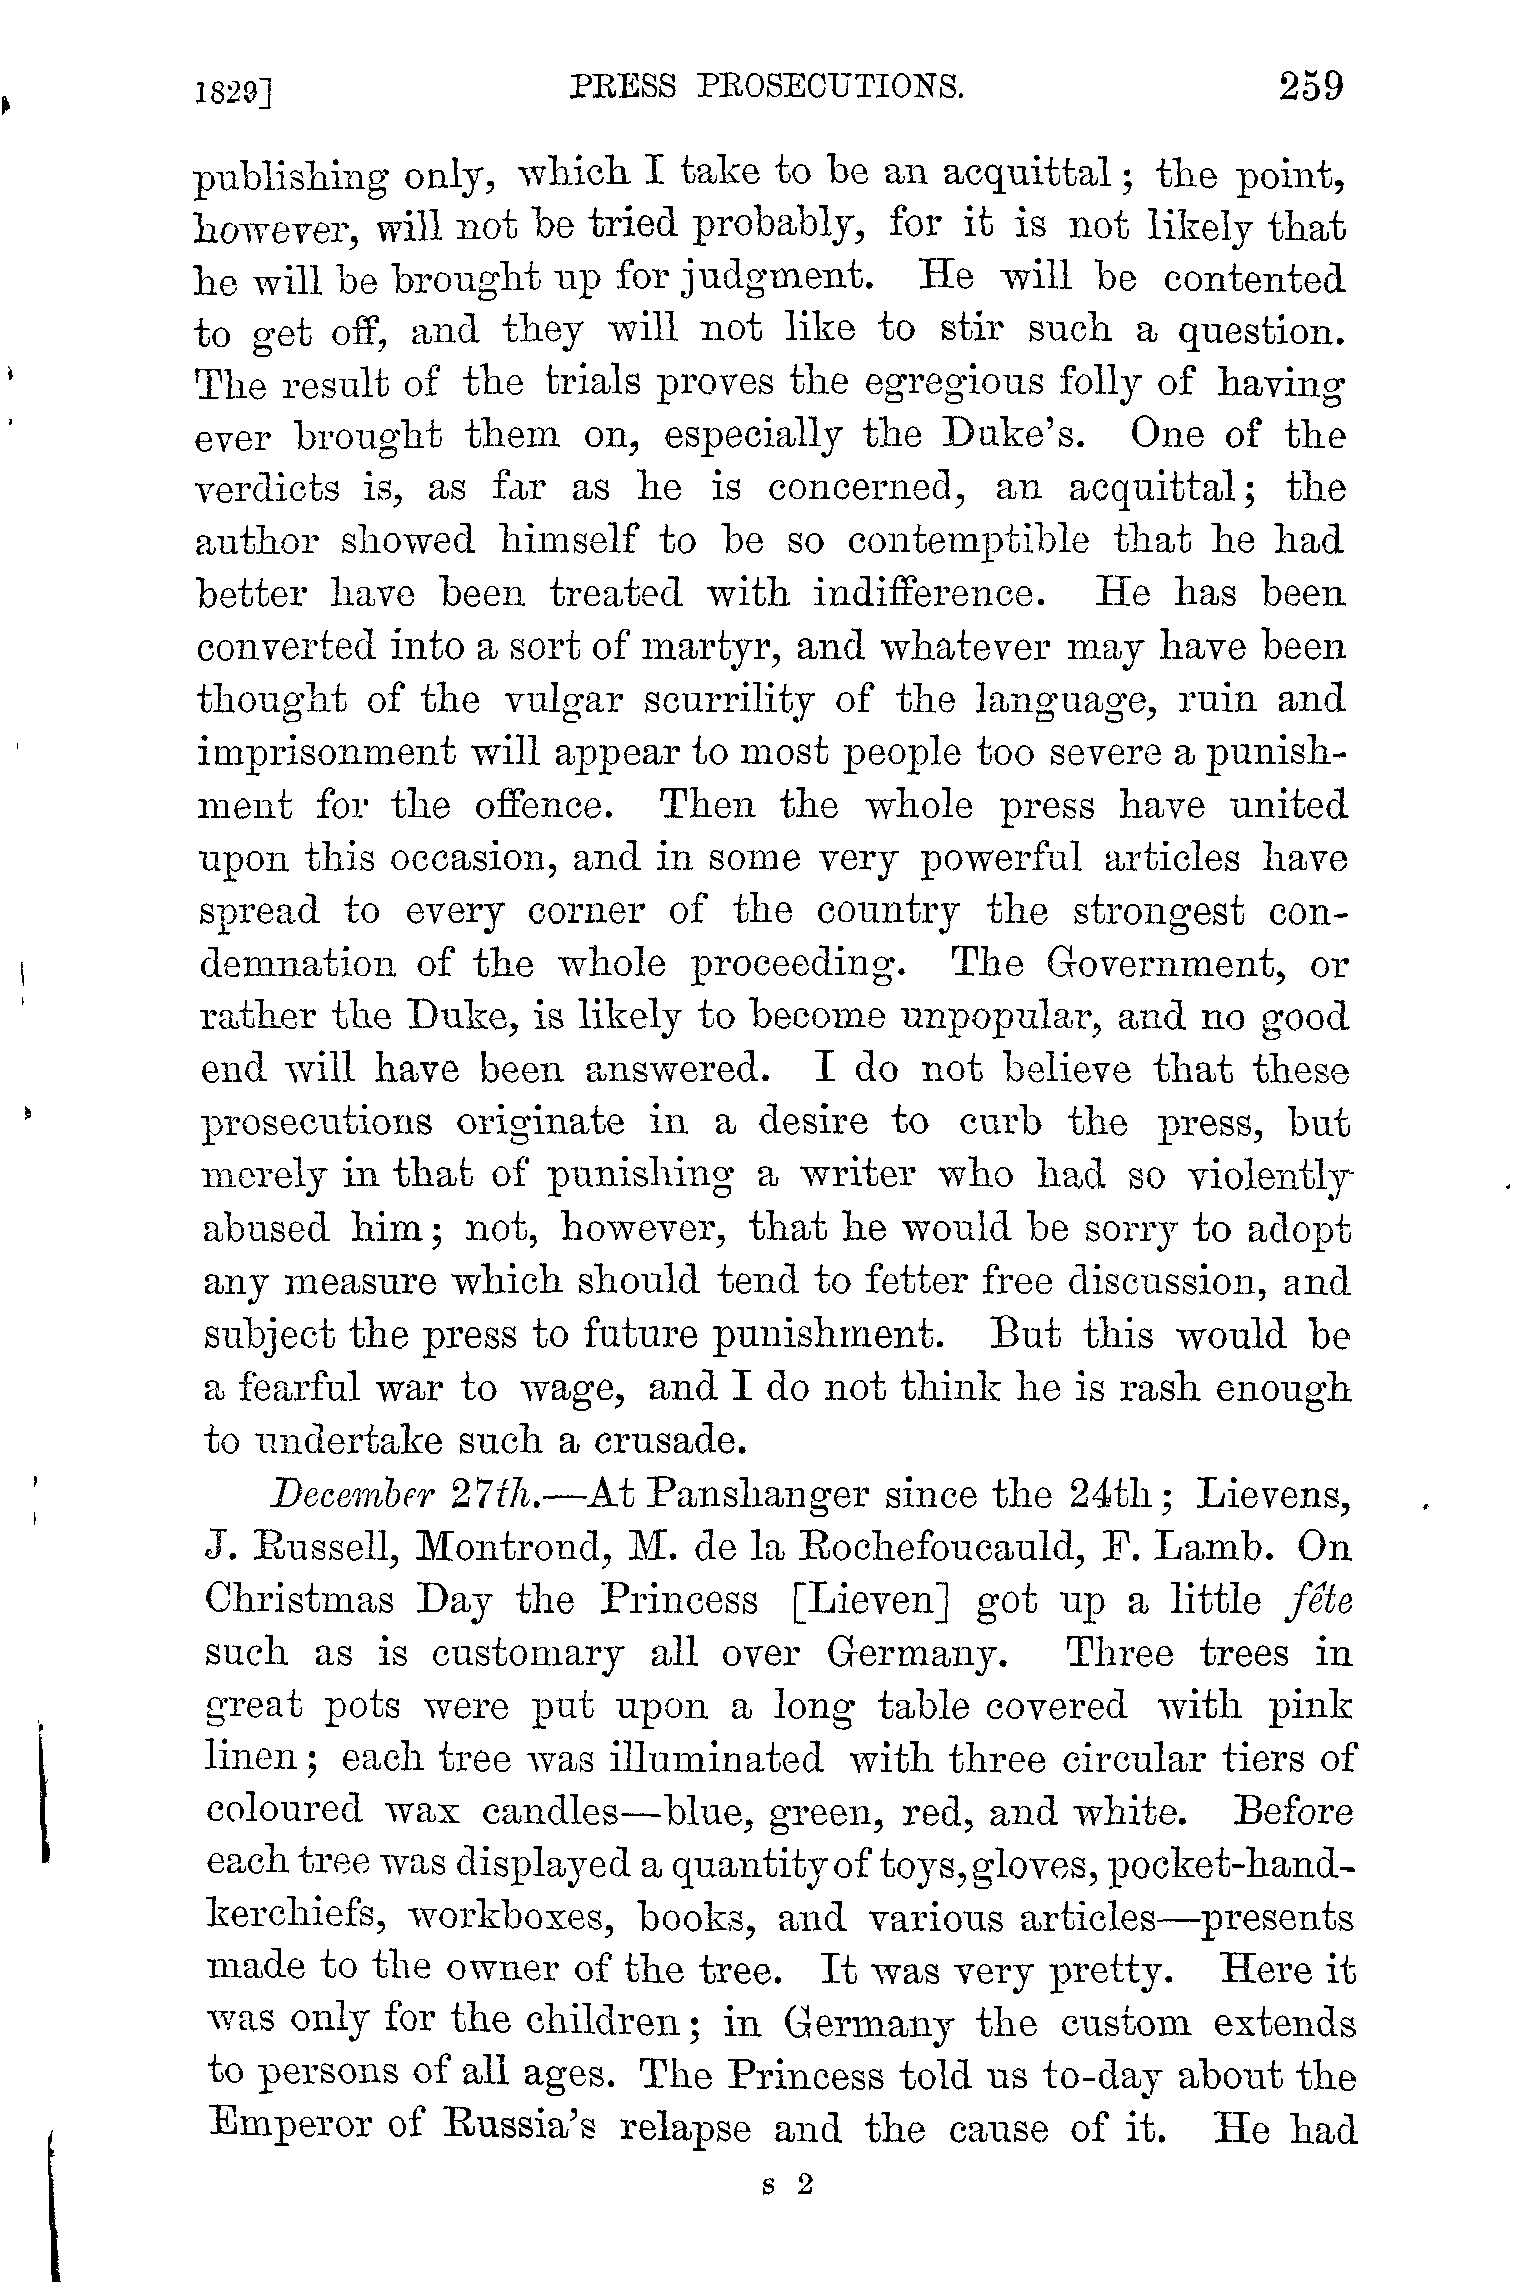 1829] PRESS PROSECUTIONS. 259
publishing only, which I take to be an acquittal; the point,
however, will not be tried probably, for it is not likely that
he will be brought up for judgment. He will be contented
to get off, and they will not like to stir such a question.
The result of the trials proves the egregious folly of having
ever brought them on, especially the Duke's. One of the
verdicts is, as far as he is concerned, an acquittal; the
author showed himself to be so contemptible that he had
better have been treated with indifference. He has been
converted into a sort of martyr, and whatever may have been
thought of the vulgar scurrility of the language, ruin and
imprisonment will appear to most people too severe a punish-
ment for the offence. Then the whole press have united
upon this occasion, and in some very powerful articles have
spread to every corner of the country the strongest con-
demnation of the whole proceeding. The Government, or
rather the Duke, is likely to become unpopular, and no good
end will have been answered. I do not believe that these
prosecutions originate in a desire to curb the press, but
merely in that of punishing a writer who had so violently
abused him; not, however, that he would be sorry to adopt
any measure which should tend to fetter free discussion, and
subject the press to future punishment. But this would be
a fearful war to wage, and I do not think he is rash enough
to undertake such a crusade.
December 27th.—At Panshanger since the 24th; Lievens,
J. Russell, Montrond, M. de la Rochefoucauld, F. Lamb. On
Christmas Day the Princess [Lieven] got up a little fête
such as is customary all over Germany. Three trees in
great pots were put upon a long table covered with pink
linen; each tree was illuminated with three circular tiers of
coloured wax candles—blue, green, red, and white. Before
each tree was displayed a quantity of toys, gloves, pocket-hand-
kerchiefs, workboxes, books, and various articles—presents
made to the owner of the tree. It was very pretty. Here it
was only for the children; in Germany the custom extends
to persons of all ages. The Princess told us to-day about the
Emperor of Russia's relapse and the cause of it. He had
s 2